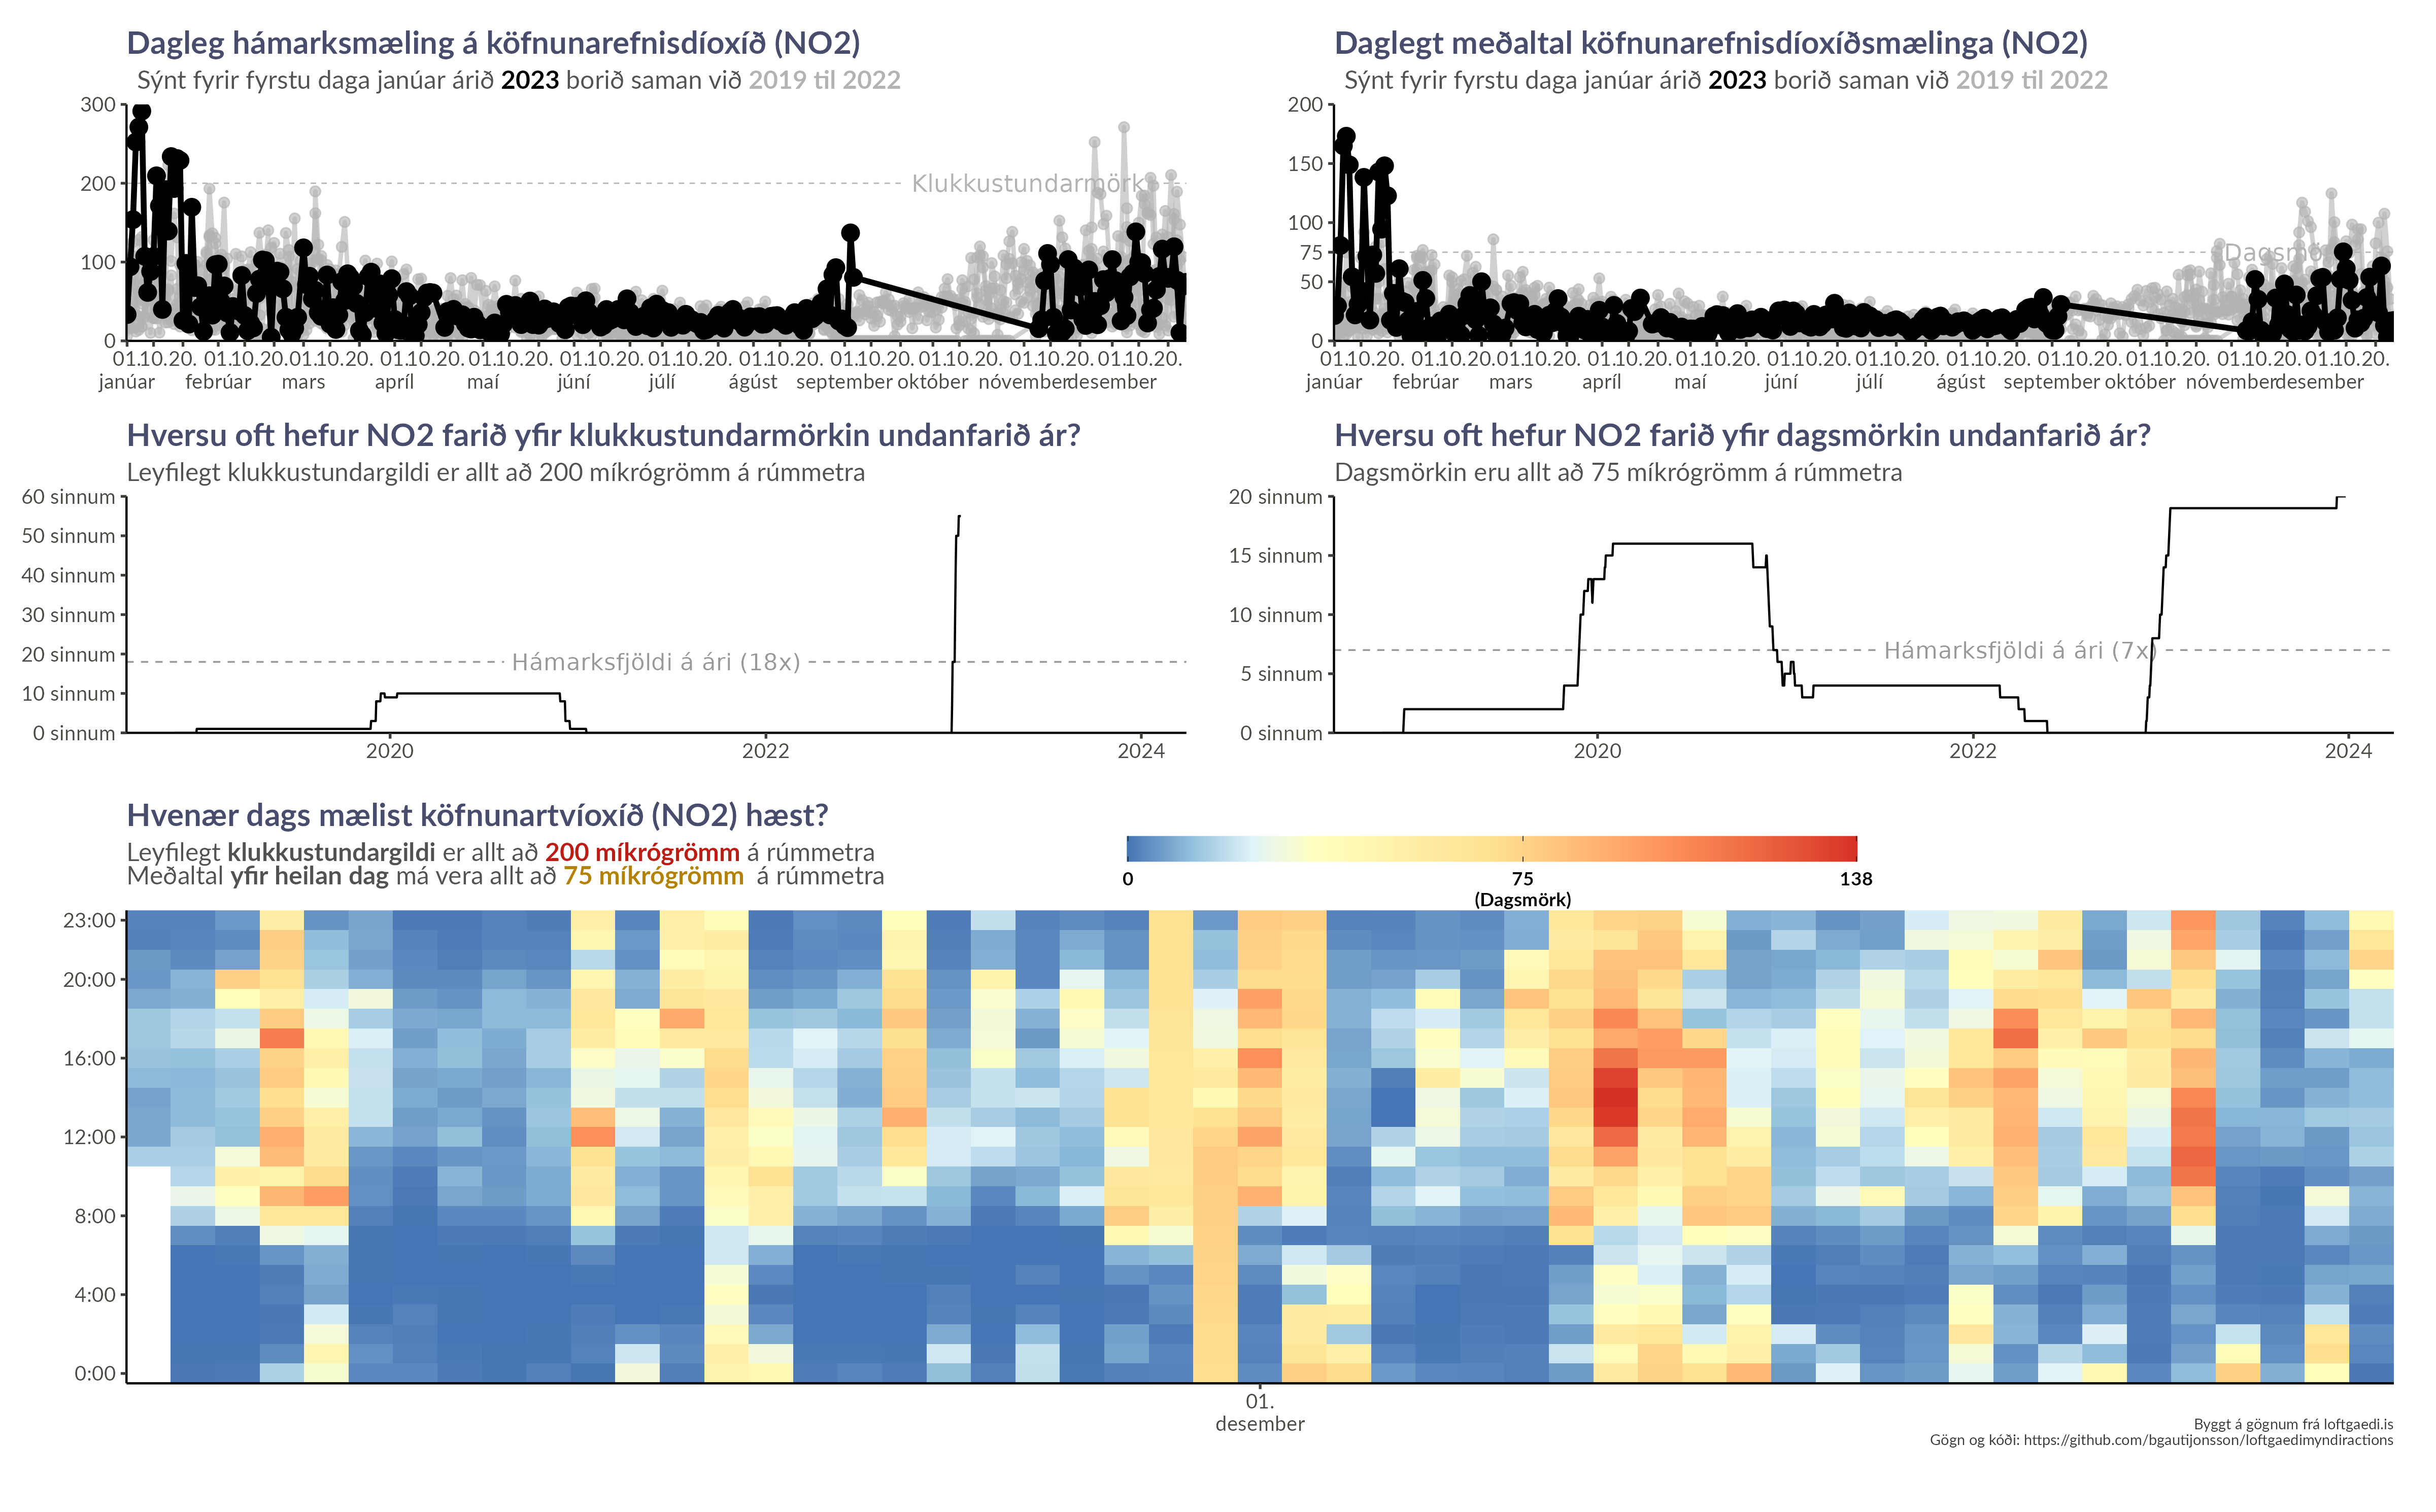 Dagleg hámarksmæling á köfnunarefnisdíoxíð (NO2)
Sýnt fyrir fyrstu daga janúar árið 2023 borið saman við 2019 til 2022
300
200
100
0
Klukkustundarmörk
01.10.20. 01.10.20. 01.10.20. 01.10.20. 01.10.20. 01.10.20. 01.10.20. 01.10.20. 01.10.20. 01.10.20. 01.10.20. 01.10.20.
janúar febrúar mars apríl maí júní júlí ágúst september október nóvember desember
Daglegt meðaltal köfnunarefnisdíoxíðsmælinga (NO2)
Sýnt fyrir fyrstu daga janúar árið 2023 borið saman við 2019 til 2022
200
150
100
75
50
0
Dagsmö
01.10.20. 01.10.20. 01.10.20. 01.10.20. 01.10.20. 01.10.20. 01.10.20. 01.10.20. 01.10.20. 01.10.20. 01.10.20. 01.10.20.
janúar febrúar mars apríl maí júní júlí ágúst september október nóvember desember
Hversu oft hefur NO2 farið yfir klukkustundarmörkin undanfarið ár?
Leyfilegt klukkustundargildi er allt að 200 míkrógrömm á rúmmetra
60 sinnum
50 sinnum
40 sinnum
30 sinnum
20 sinnum
10 sinnum
0 sinnum
Hámarksfjöldi á ári (18x)
2020 2022 2024
Hversu oft hefur NO2 farið yfir dagsmörkin undanfarið ár?
Dagsmörkin eru allt að 75 míkrógrömm á rúmmetra
20 sinnum
15 sinnum
10 sinnum
5 sinnum
0 sinnum
Hámarksfjöldi á ári (7x)
2020 2022 2024
Hvenær dags mælist köfnunartvíoxíð (NO2) hæst?
Leyfilegt klukkustundargildi er allt að 200 míkrógrömm á rúmmetra
Meðaltal yfir heilan dag má vera allt að 75 míkrógrömm á rúmmetra
0 75 138
(Dagsmörk)
23:00
20:00
16:00
12:00
8:00
4:00
0:00
01.
desember
Byggt á gögnum frá loftgaedi.is
Gögn og kóði: https://github.com/bgautijonsson/loftgaedimyndiractions